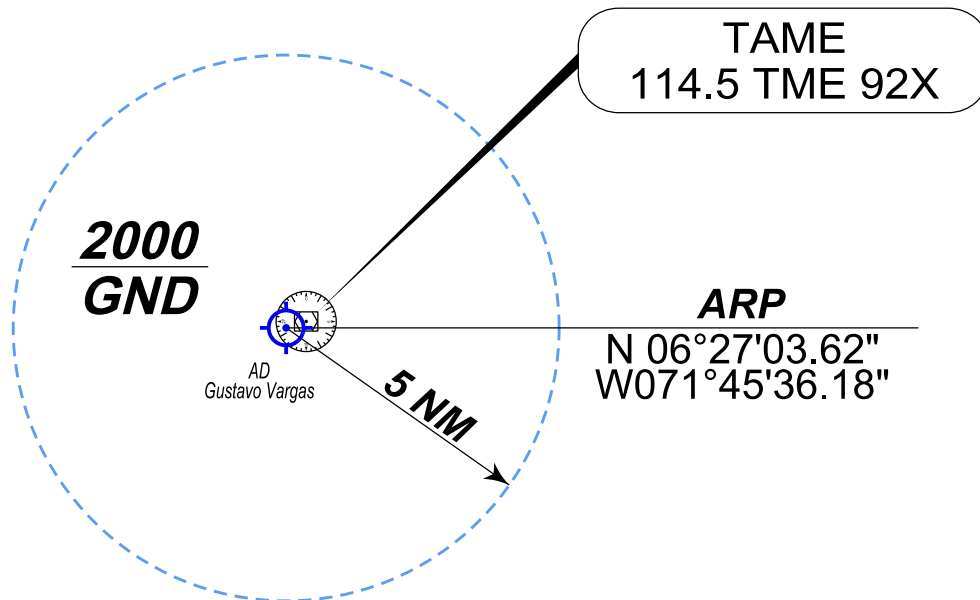 TAME
114.5 TME 92X
2000
GND
ARP
N 06°27'03.62"
W071°45'36.18"
AD
Gustavo Vargas
5 NM